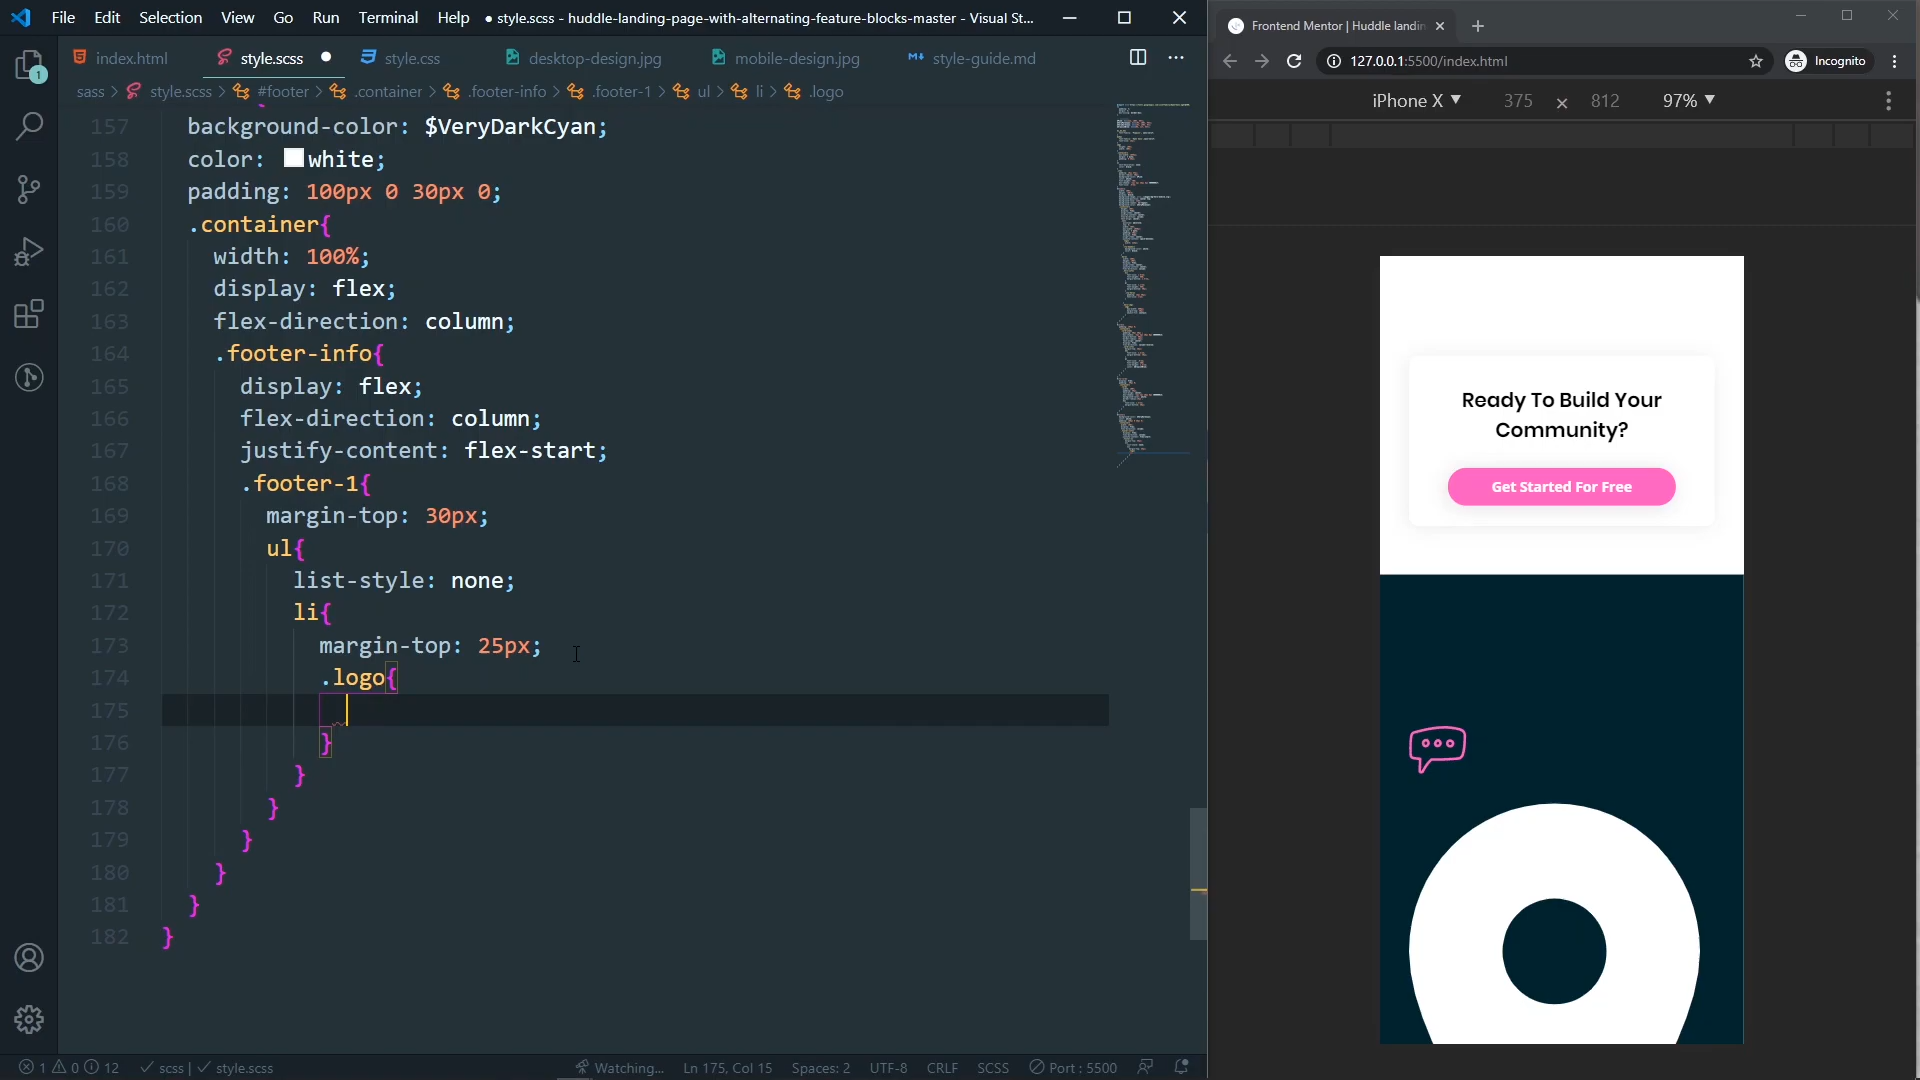 File Edit Selection View Go Run Terminal Help
● style.scss - huddle-landing-page-with-alternating-feature-blocks-master - Visual St...
index.html style.scss style.css desktop-design.jpg mobile-design.jpg style-guide.md
sass > style.scss > #footer > .container > .footer-info > .footer-1 > ul > li > .logo
157 background-color: $VeryDarkCyan;
158 color: white;
159 padding: 100px 0 30px 0;
160 .container{
161 width: 100%;
162 display: flex;
163 flex-direction: column;
164 .footer-info{
165 display: flex;
166 flex-direction: column;
167 justify-content: flex-start;
168 .footer-1{
169 margin-top: 30px;
170 ul{
171 list-style: none;
172 li{
173 margin-top: 25px;
174 .logo{
175
176 }
177 }
178 }
179 }
180 }
181 }
182 }
1 0 12 scss | style.scss Watching... Ln 175, Col 15 Spaces: 2 UTF-8 CRLF SCSS Port : 5500
1
Frontend Mentor | Huddle landin
127.0.0.1:5500/index.html
Incognito
iPhone X 375 × 812 97%
Ready To Build Your
Community?
Get Started For Free